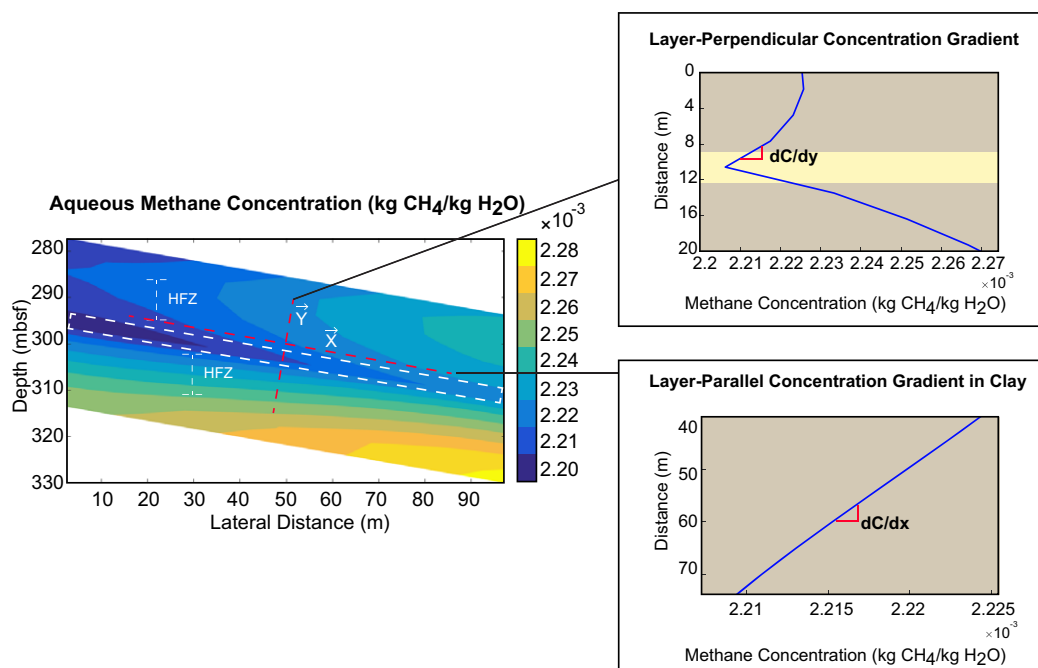 Layer-Perpendicular Concentration Gradient
0
4
8
12
16
20
Distance (m)
dC/dy
2.2 2.21 2.22 2.23 2.24 2.25 2.26 2.27
×10⁻³
Methane Concentration (kg CH₄/kg H₂O)
Aqueous Methane Concentration (kg CH₄/kg H₂O)
×10⁻³
280
290
300
310
320
330
Depth (mbsf)
HFZ
HFZ
Y
X
10 20 30 40 50 60 70 80 90
Lateral Distance (m)
2.28
2.27
2.26
2.25
2.24
2.23
2.22
2.21
2.20
Layer-Parallel Concentration Gradient in Clay
40
50
60
70
Distance (m)
dC/dx
2.21 2.215 2.22 2.225
×10⁻³
Methane Concentration (kg CH₄/kg H₂O)